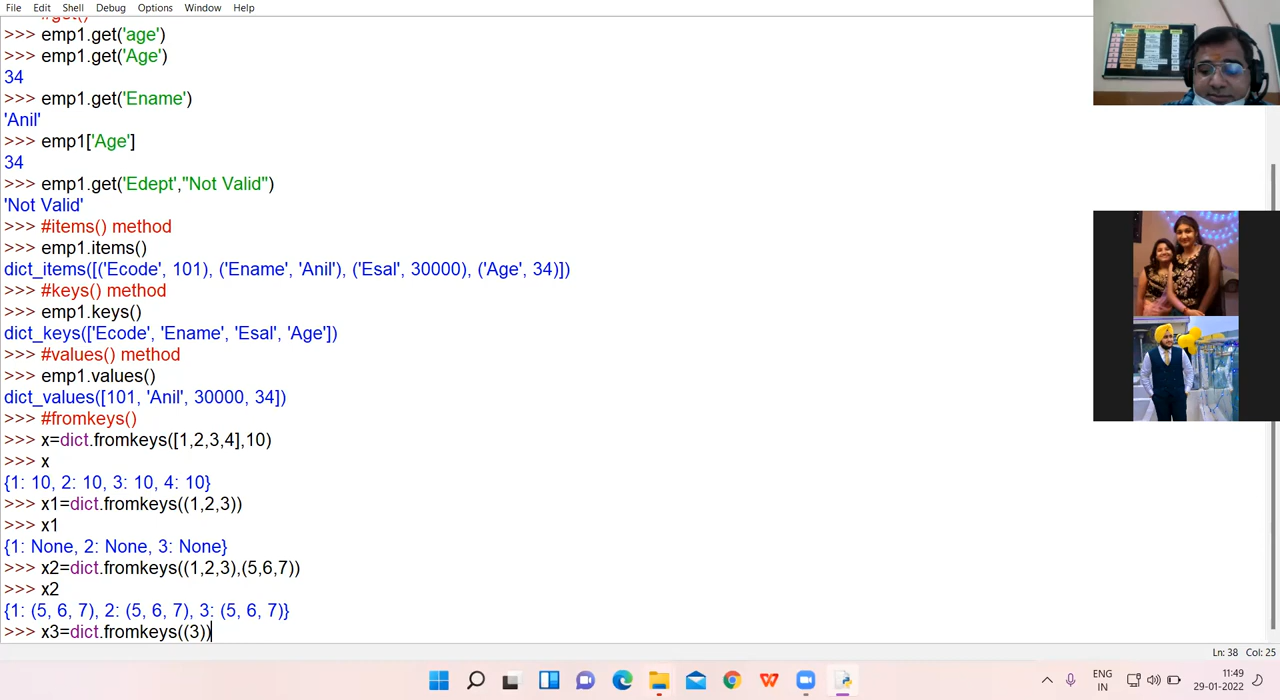 File Edit Shell Debug Options Window Help
#get()
>>> emp1.get('age')
>>> emp1.get('Age')
34
>>> emp1.get('Ename')
'Anil'
>>> emp1['Age']
34
>>> emp1.get('Edept',"Not Valid")
'Not Valid'
>>> #items() method
>>> emp1.items()
dict_items([('Ecode', 101), ('Ename', 'Anil'), ('Esal', 30000), ('Age', 34)])
>>> #keys() method
>>> emp1.keys()
dict_keys(['Ecode', 'Ename', 'Esal', 'Age'])
>>> #values() method
>>> emp1.values()
dict_values([101, 'Anil', 30000, 34])
>>> #fromkeys()
>>> x=dict.fromkeys([1,2,3,4],10)
>>> x
{1: 10, 2: 10, 3: 10, 4: 10}
>>> x1=dict.fromkeys((1,2,3))
>>> x1
{1: None, 2: None, 3: None}
>>> x2=dict.fromkeys((1,2,3),(5,6,7))
>>> x2
{1: (5, 6, 7), 2: (5, 6, 7), 3: (5, 6, 7)}
>>> x3=dict.fromkeys((3))
Ln: 38 Col: 25
ENG
IN
11:49
29-01-2022